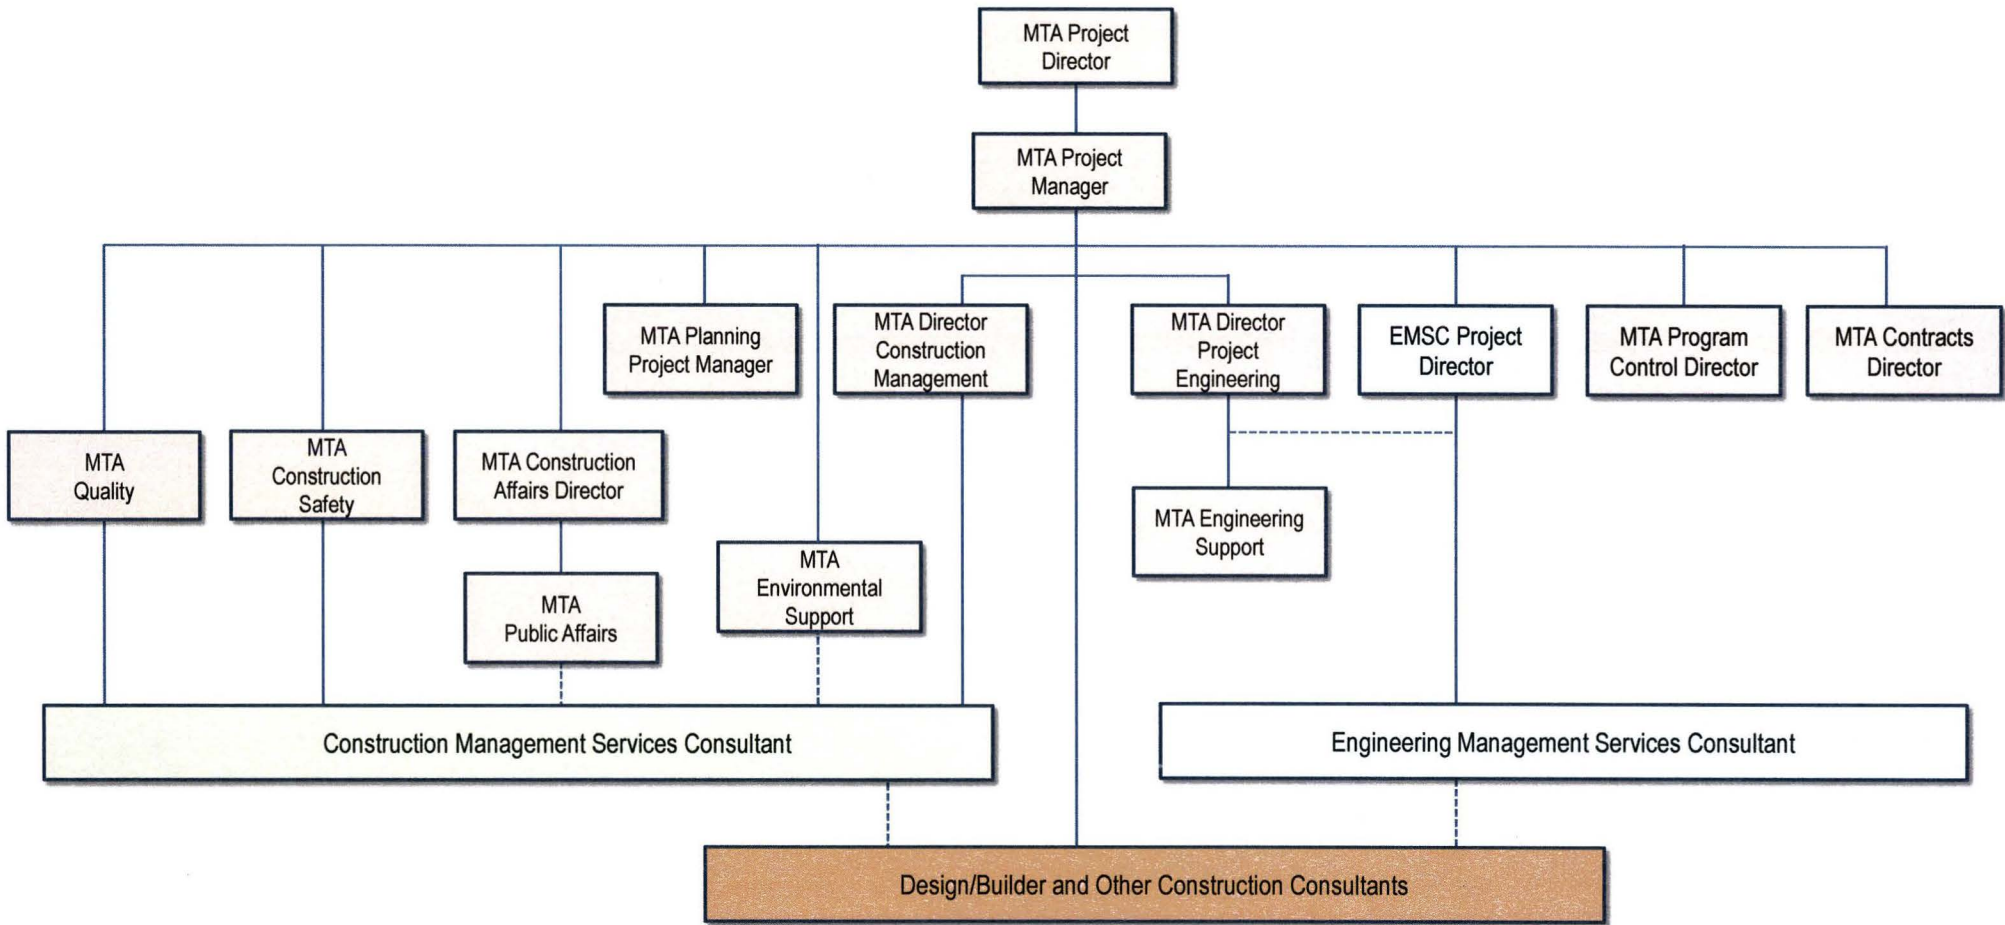 MTA Project
Director
MTA Project
Manager
MTA Planning
Project Manager
MTA Director
Construction
Management
MTA Director
Project
Engineering
EMSC Project
Director
MTA Program
Control Director
MTA Contracts
Director
MTA
Quality
MTA
Construction
Safety
MTA Construction
Affairs Director
MTA Engineering
Support
MTA
Environmental
Support
MTA
Public Affairs
Construction Management Services Consultant
Engineering Management Services Consultant
Design/Builder and Other Construction Consultants